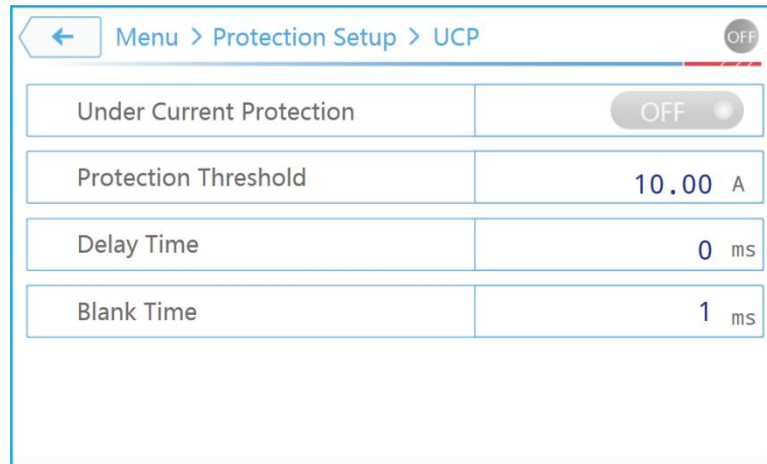 Menu > Protection Setup > UCP OFF
Under Current Protection OFF
Protection Threshold 10.00 A
Delay Time 0 ms
Blank Time 1 ms